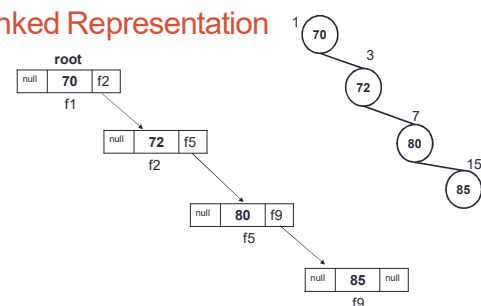 nked Representation
root
null 70 f2
f1
null 72 f5
f2
null 80 f9
f5
null 85 null
f9
1
70
3
72
7
80
15
85